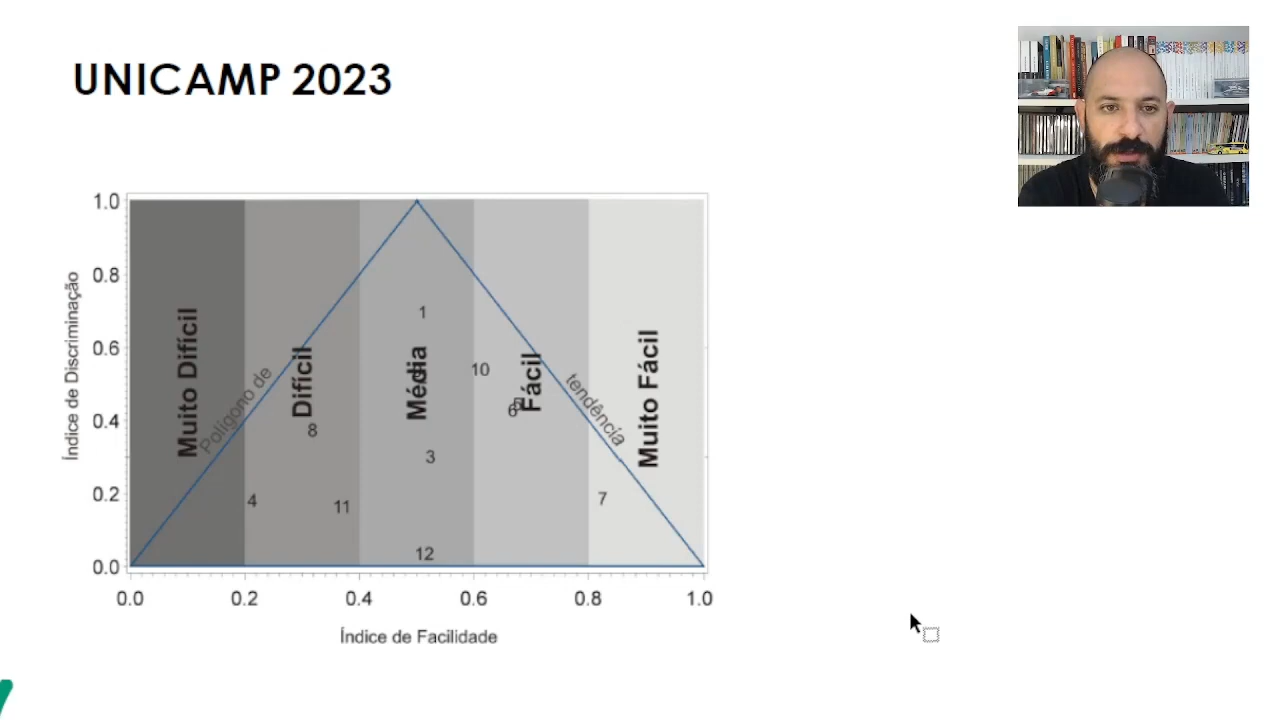 UNICAMP 2023
Índice de Discriminação
1.0
0.8
0.6
0.4
0.2
0.0
Muito Difícil
Difícil
Média
Fácil
Muito Fácil
Polígono de
tendência
1
10
6
8
3
4
11
7
12
0.0 0.2 0.4 0.6 0.8 1.0
Índice de Facilidade